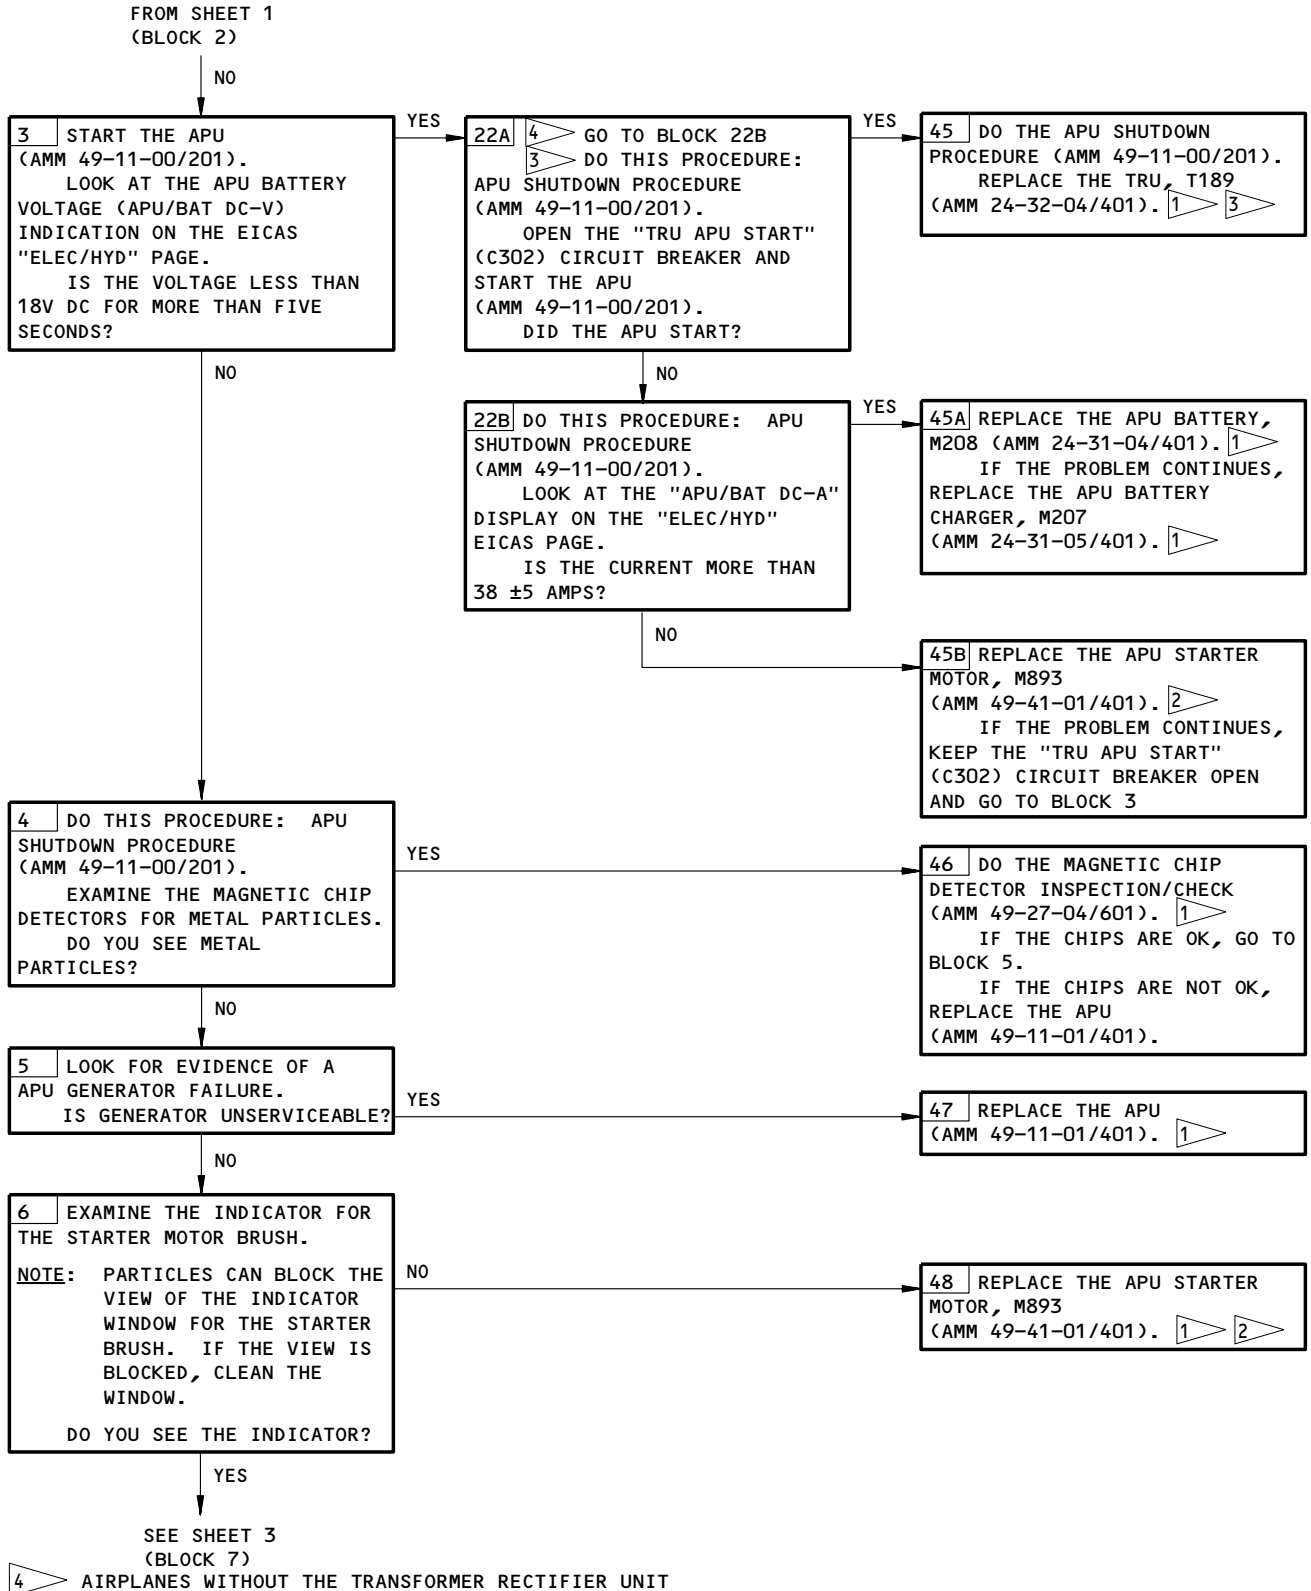 FROM SHEET 1
(BLOCK 2)
NO
3 START THE APU
(AMM 49-11-00/201).
LOOK AT THE APU BATTERY
VOLTAGE (APU/BAT DC-V)
INDICATION ON THE EICAS
"ELEC/HYD" PAGE.
IS THE VOLTAGE LESS THAN
18V DC FOR MORE THAN FIVE
SECONDS?
YES
22A 4 GO TO BLOCK 22B
3 DO THIS PROCEDURE:
APU SHUTDOWN PROCEDURE
(AMM 49-11-00/201).
OPEN THE "TRU APU START"
(C302) CIRCUIT BREAKER AND
START THE APU
(AMM 49-11-00/201).
DID THE APU START?
YES
45 DO THE APU SHUTDOWN
PROCEDURE (AMM 49-11-00/201).
REPLACE THE TRU, T189
(AMM 24-32-04/401). 1 3
NO
NO
22B DO THIS PROCEDURE: APU
SHUTDOWN PROCEDURE
(AMM 49-11-00/201).
LOOK AT THE "APU/BAT DC-A"
DISPLAY ON THE "ELEC/HYD"
EICAS PAGE.
IS THE CURRENT MORE THAN
38 ±5 AMPS?
YES
45A REPLACE THE APU BATTERY,
M208 (AMM 24-31-04/401). 1
IF THE PROBLEM CONTINUES,
REPLACE THE APU BATTERY
CHARGER, M207
(AMM 24-31-05/401). 1
NO
45B REPLACE THE APU STARTER
MOTOR, M893
(AMM 49-41-01/401). 2
IF THE PROBLEM CONTINUES,
KEEP THE "TRU APU START"
(C302) CIRCUIT BREAKER OPEN
AND GO TO BLOCK 3
4 DO THIS PROCEDURE: APU
SHUTDOWN PROCEDURE
(AMM 49-11-00/201).
EXAMINE THE MAGNETIC CHIP
DETECTORS FOR METAL PARTICLES.
DO YOU SEE METAL
PARTICLES?
YES
46 DO THE MAGNETIC CHIP
DETECTOR INSPECTION/CHECK
(AMM 49-27-04/601). 1
IF THE CHIPS ARE OK, GO TO
BLOCK 5.
IF THE CHIPS ARE NOT OK,
REPLACE THE APU
(AMM 49-11-01/401).
NO
5 LOOK FOR EVIDENCE OF A
APU GENERATOR FAILURE.
IS GENERATOR UNSERVICEABLE?
YES
47 REPLACE THE APU
(AMM 49-11-01/401). 1
NO
6 EXAMINE THE INDICATOR FOR
THE STARTER MOTOR BRUSH.
NOTE: PARTICLES CAN BLOCK THE
VIEW OF THE INDICATOR
WINDOW FOR THE STARTER
BRUSH. IF THE VIEW IS
BLOCKED, CLEAN THE
WINDOW.
DO YOU SEE THE INDICATOR?
NO
48 REPLACE THE APU STARTER
MOTOR, M893
(AMM 49-41-01/401). 1 2
YES
SEE SHEET 3
(BLOCK 7)
4 AIRPLANES WITHOUT THE TRANSFORMER RECTIFIER UNIT